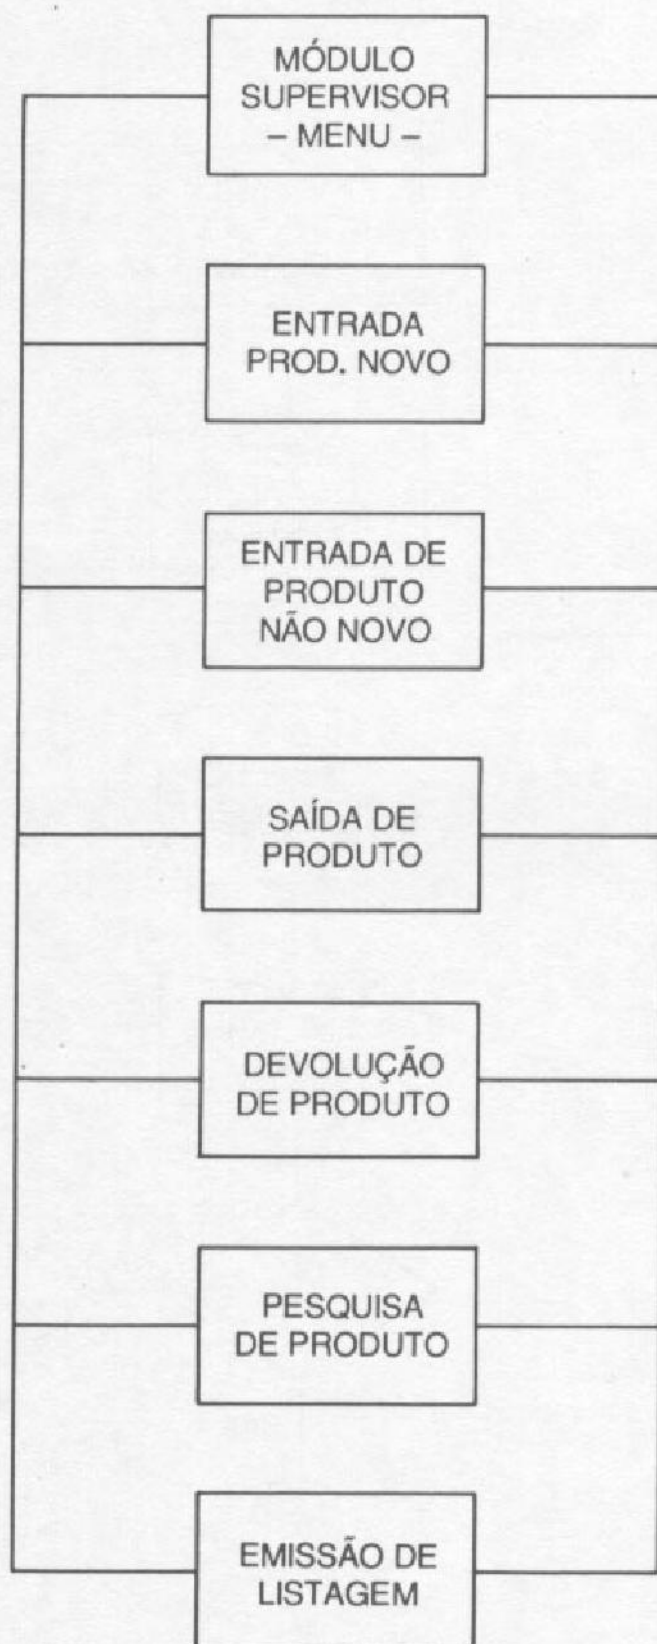 MÓDULO
SUPERVISOR
– MENU –
ENTRADA
PROD. NOVO
ENTRADA DE
PRODUTO
NÃO NOVO
SAÍDA DE
PRODUTO
DEVOLUÇÃO
DE PRODUTO
PESQUISA
DE PRODUTO
EMISSÃO DE
LISTAGEM